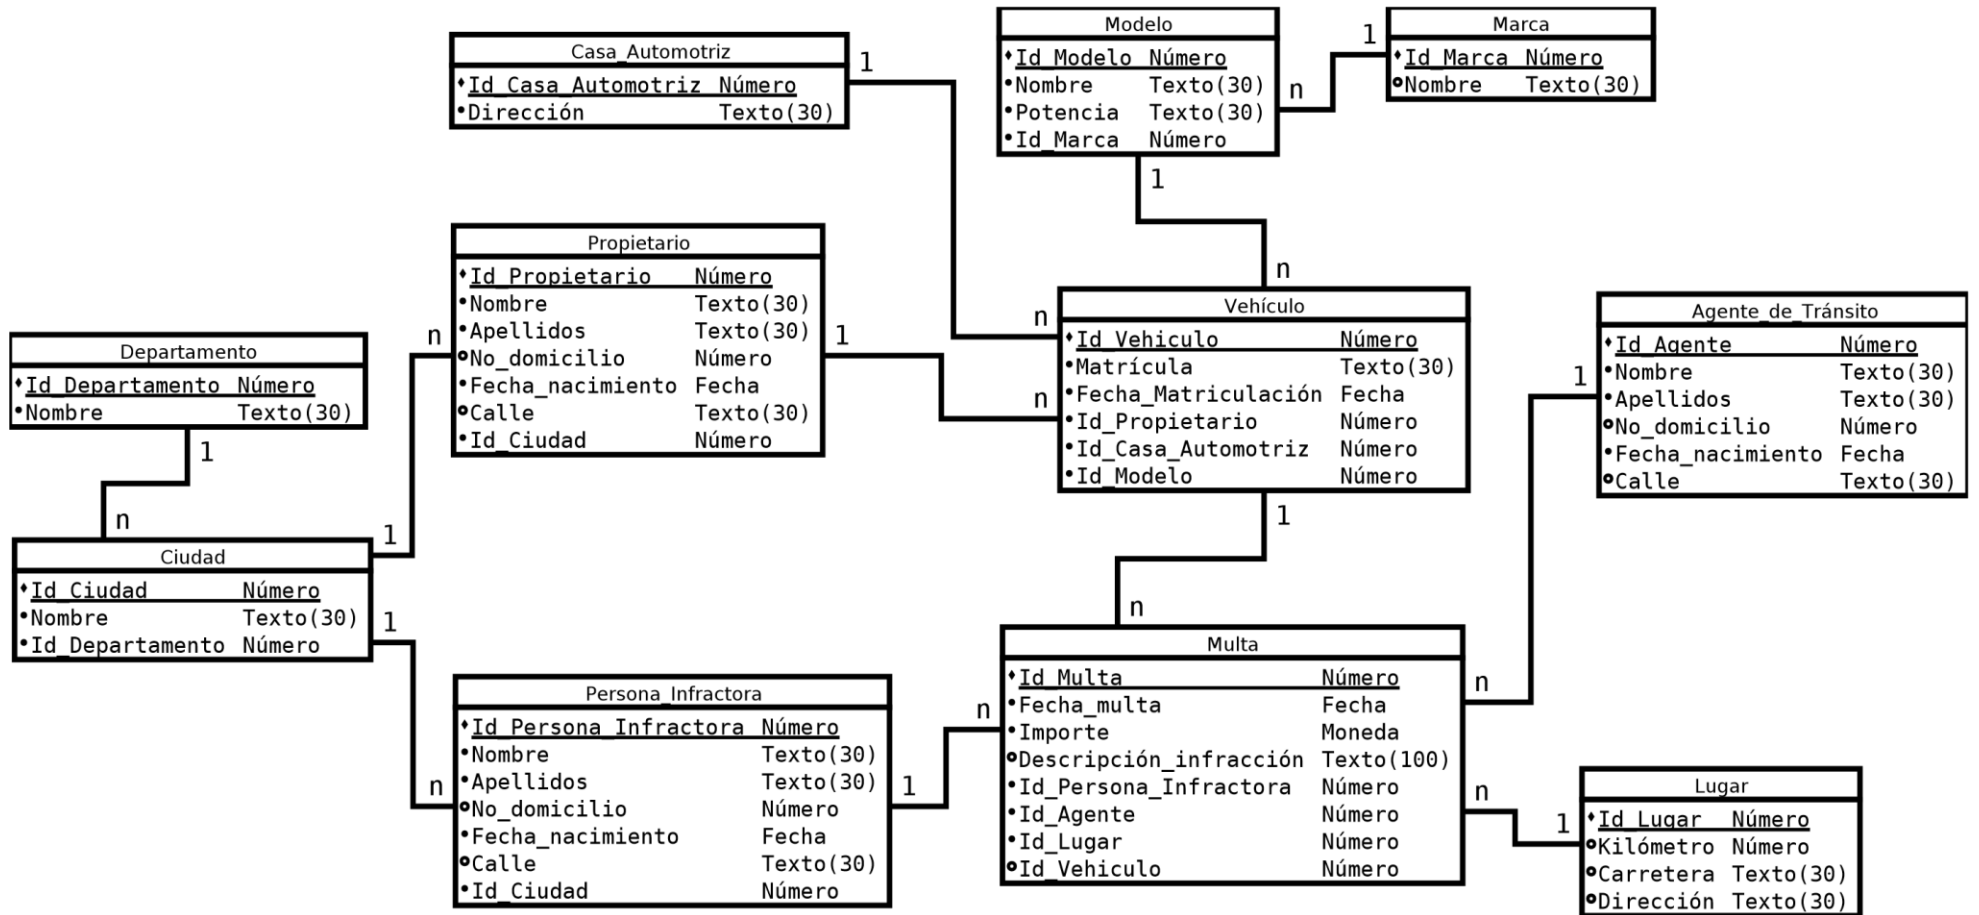 Casa_Automotriz
Id_Casa_Automotriz Número
Dirección Texto(30)
1
n
Modelo
Id_Modelo Número
Nombre Texto(30)
Potencia Texto(30)
Id_Marca Número
n
1
Marca
Id_Marca Número
Nombre Texto(30)
1
n
Propietario
Id_Propietario Número
Nombre Texto(30)
Apellidos Texto(30)
No_domicilio Número
Fecha_nacimiento Fecha
Calle Texto(30)
Id_Ciudad Número
1
n
Vehículo
Id_Vehiculo Número
Matrícula Texto(30)
Fecha_Matriculación Fecha
Id_Propietario Número
Id_Casa_Automotriz Número
Id_Modelo Número
Agente_de_Tránsito
Id_Agente Número
Nombre Texto(30)
Apellidos Texto(30)
No_domicilio Número
Fecha_nacimiento Fecha
Calle Texto(30)
1
n
Departamento
Id_Departamento Número
Nombre Texto(30)
1
n
Ciudad
Id_Ciudad Número
Nombre Texto(30)
Id_Departamento Número
1
n
1
n
Persona_Infractora
Id_Persona_Infractora Número
Nombre Texto(30)
Apellidos Texto(30)
No_domicilio Número
Fecha_nacimiento Fecha
Calle Texto(30)
Id_Ciudad Número
1
n
1
n
Multa
Id_Multa Número
Fecha_multa Fecha
Importe Moneda
Descripción_infracción Texto(100)
Id_Persona_Infractora Número
Id_Agente Número
Id_Lugar Número
Id_Vehiculo Número
n
1
Lugar
Id_Lugar Número
Kilómetro Número
Carretera Texto(30)
Dirección Texto(30)